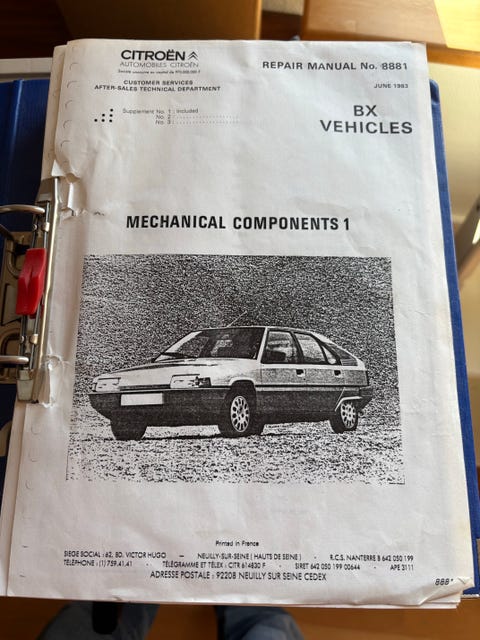 CITROËN
AUTOMOBILES CITROËN
CUSTOMER SERVICES
AFTER-SALES TECHNICAL DEPARTMENT
REPAIR MANUAL No. 8881
JUNE 1983
Supplement No. 1 : Included
No. 2 :
No. 3 :
BX
VEHICLES
MECHANICAL COMPONENTS 1
Printed in France
SIEGE SOCIAL : 62, BD. VICTOR HUGO — NEUILLY-SUR-SEINE ( HAUTS DE SEINE ) · R.C.S. NANTERRE B 642 050 199
TÉLÉPHONE : (1) 759.41.41 · TÉLÉGRAMME ET TÉLEX : CITR 614830 F · SIRET 642 050 199 00644 · APE 3111
ADRESSE POSTALE : 92208 NEUILLY SUR SEINE CEDEX